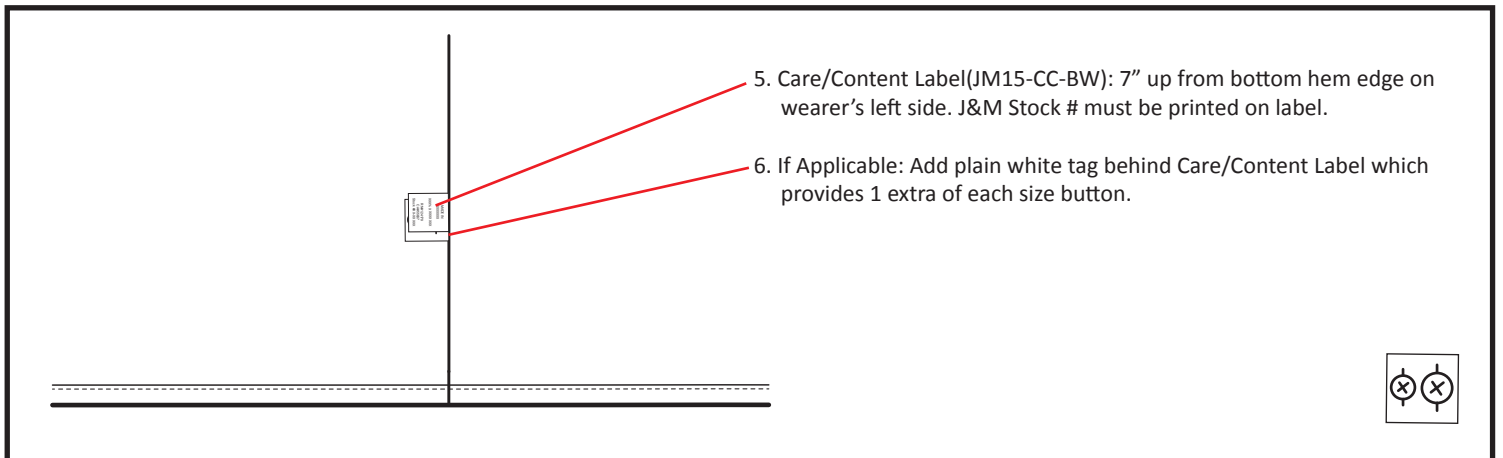 5. Care/Content Label(JM15-CC-BW): 7” up from bottom hem edge on
wearer’s left side. J&M Stock # must be printed on label.
6. If Applicable: Add plain white tag behind Care/Content Label which
provides 1 extra of each size button.